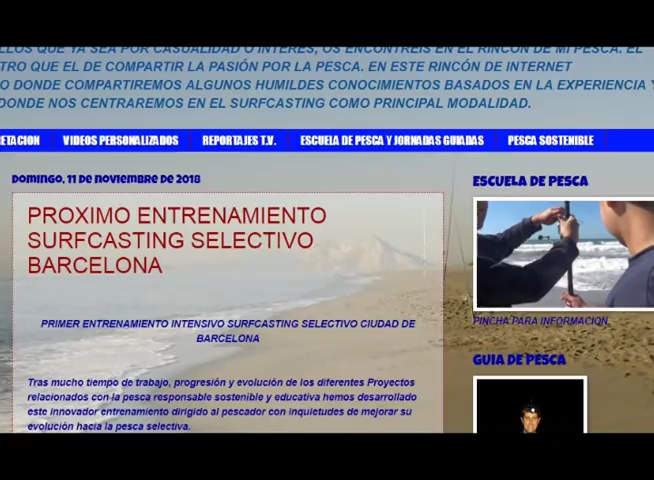 LLOS QUE YA SEA POR CASUALIDAD O INTERES, OS ENCONTREIS EN EL RINCON DE MI PESCA. EL
TRO QUE EL DE COMPARTIR LA PASIÓN POR LA PESCA. EN ESTE RINCÓN DE INTERNET
O DONDE COMPARTIREMOS ALGUNOS HUMILDES CONOCIMIENTOS BASADOS EN LA EXPERIENCIA Y
DONDE NOS CENTRAREMOS EN EL SURFCASTING COMO PRINCIPAL MODALIDAD.
ETACION VIDEOS PERSONALIZADOS REPORTAJES T.V. ESCUELA DE PESCA Y JORNADAS GUIADAS PESCA SOSTENIBLE
DOMINGO, 11 DE NOVIEMBRE DE 2018
PROXIMO ENTRENAMIENTO
SURFCASTING SELECTIVO
BARCELONA
PRIMER ENTRENAMIENTO INTENSIVO SURFCASTING SELECTIVO CIUDAD DE
BARCELONA
Tras mucho tiempo de trabajo, progresión y evolución de los diferentes Proyectos
relacionados con la pesca responsable sostenible y educativa hemos desarrollado
este innovador entrenamiento dirigido al pescador con inquietudes de mejorar su
evolución hacia la pesca selectiva.
ESCUELA DE PESCA
PINCHA PARA INFORMACION
GUIA DE PESCA